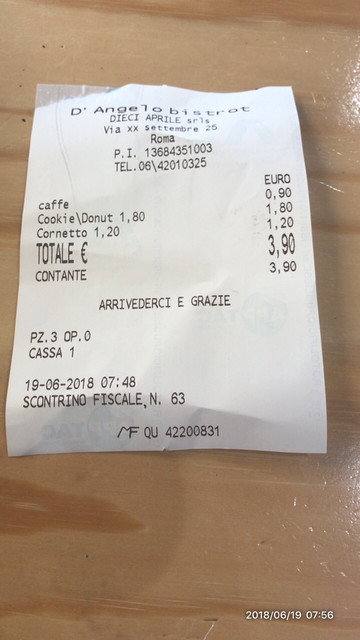 D' Angelo bistrot
DIECI APRILE srls
Via xx settembre 25
Roma
P.I. 13684351003
TEL.06\42010325
EURO
caffe 0,90
Cookie\Donut 1,80 1,80
Cornetto 1,20 1,20
TOTALE € 3,90
CONTANTE 3,90
ARRIVEDERCI E GRAZIE
PZ.3 OP.0
CASSA 1
19-06-2018 07:48
SCONTRINO FISCALE,N. 63
MF QU 42200831
2018/06/19 07:56